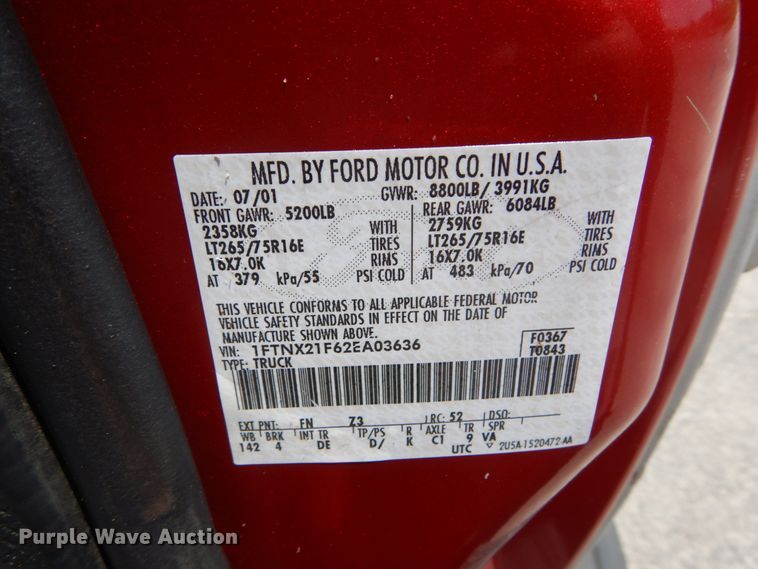 MFD. BY FORD MOTOR CO. IN U.S.A.
DATE: 07/01 GVWR: 8800LB/ 3991KG
FRONT GAWR: 5200LB REAR GAWR: 6084LB
2358KG WITH 2759KG WITH
LT265/75R16E TIRES LT265/75R16E TIRES
16X7.0K RIMS 16X7.0K RIMS
AT 379 kPa/55 PSI COLD AT 483 kPa/70 PSI COLD
THIS VEHICLE CONFORMS TO ALL APPLICABLE FEDERAL MOTOR
VEHICLE SAFETY STANDARDS IN EFFECT ON THE DATE OF
MANUFACTURE SHOWN ABOVE.
VIN: 1FTNX21F62EA03636 F0367
TYPE: TRUCK T0843
EXT PNT: FN Z3 RC: 52 DSO:
WB BRK INT TR TP/PS R AXLE TR SPR
142 4 DE D/ K C1 9 VA
UTC ▽ 2USA-1520472-AA
Purple Wave Auction